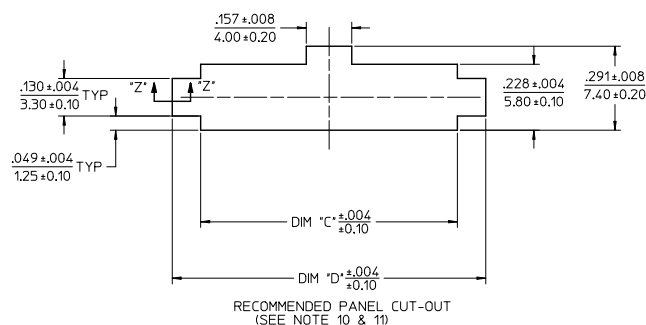 .157 ±.008
4.00 ±0.20
.130 ±.004
3.30 ±0.10 TYP
"Z" "Z"
.228 ±.004
5.80 ±0.10
.291 ±.008
7.40 ±0.20
.049 ±.004
1.25 ±0.10 TYP
DIM "C" ±.004
±0.10
DIM "D" ±.004
±0.10
RECOMMENDED PANEL CUT-OUT
(SEE NOTE 10 & 11)